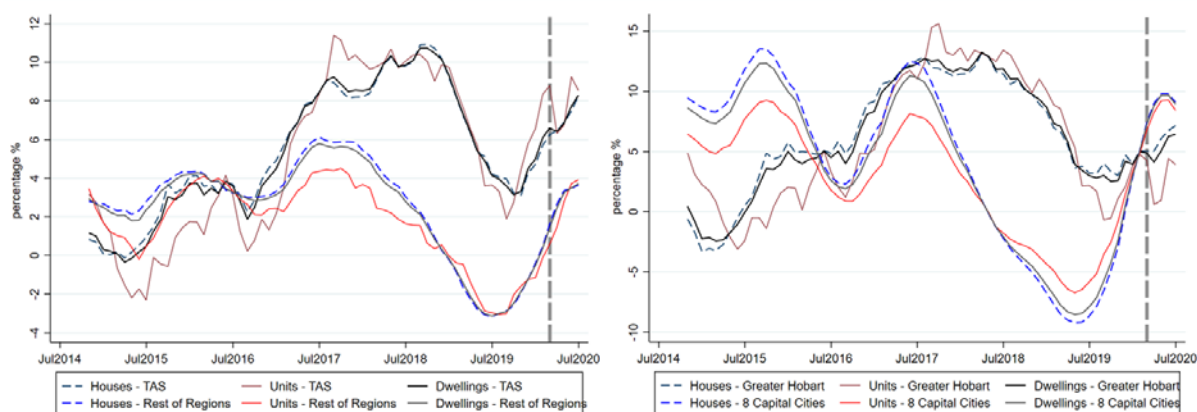 percentage %
12
10
8
6
4
2
0
-2
-4
Jul2014 Jul2015 Jul2016 Jul2017 Jul2018 Jul2019 Jul2020
Houses - TAS Units - TAS Dwellings - TAS
Houses - Rest of Regions Units - Rest of Regions Dwellings - Rest of Regions
percentage %
15
10
5
0
-5
-10
Jul2014 Jul2015 Jul2016 Jul2017 Jul2018 Jul2019 Jul2020
Houses - Greater Hobart Units - Greater Hobart Dwellings - Greater Hobart
Houses - 8 Capital Cities Units - 8 Capital Cities Dwellings - 8 Capital Cities